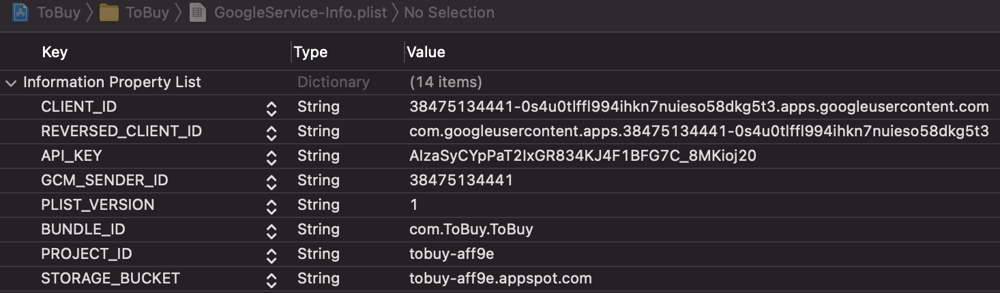 ToBuy ToBuy GoogleService-Info.plist No Selection
Key Type Value
Information Property List Dictionary (14 items)
CLIENT_ID String 38475134441-0s4u0tlffl994ihkn7nuieso58dkg5t3.apps.googleusercontent.com
REVERSED_CLIENT_ID String com.googleusercontent.apps.38475134441-0s4u0tlffl994ihkn7nuieso58dkg5t3
API_KEY String AIzaSyCYpPaT2IxGR834KJ4F1BFG7C_8MKioj20
GCM_SENDER_ID String 38475134441
PLIST_VERSION String 1
BUNDLE_ID String com.ToBuy.ToBuy
PROJECT_ID String tobuy-aff9e
STORAGE_BUCKET String tobuy-aff9e.appspot.com